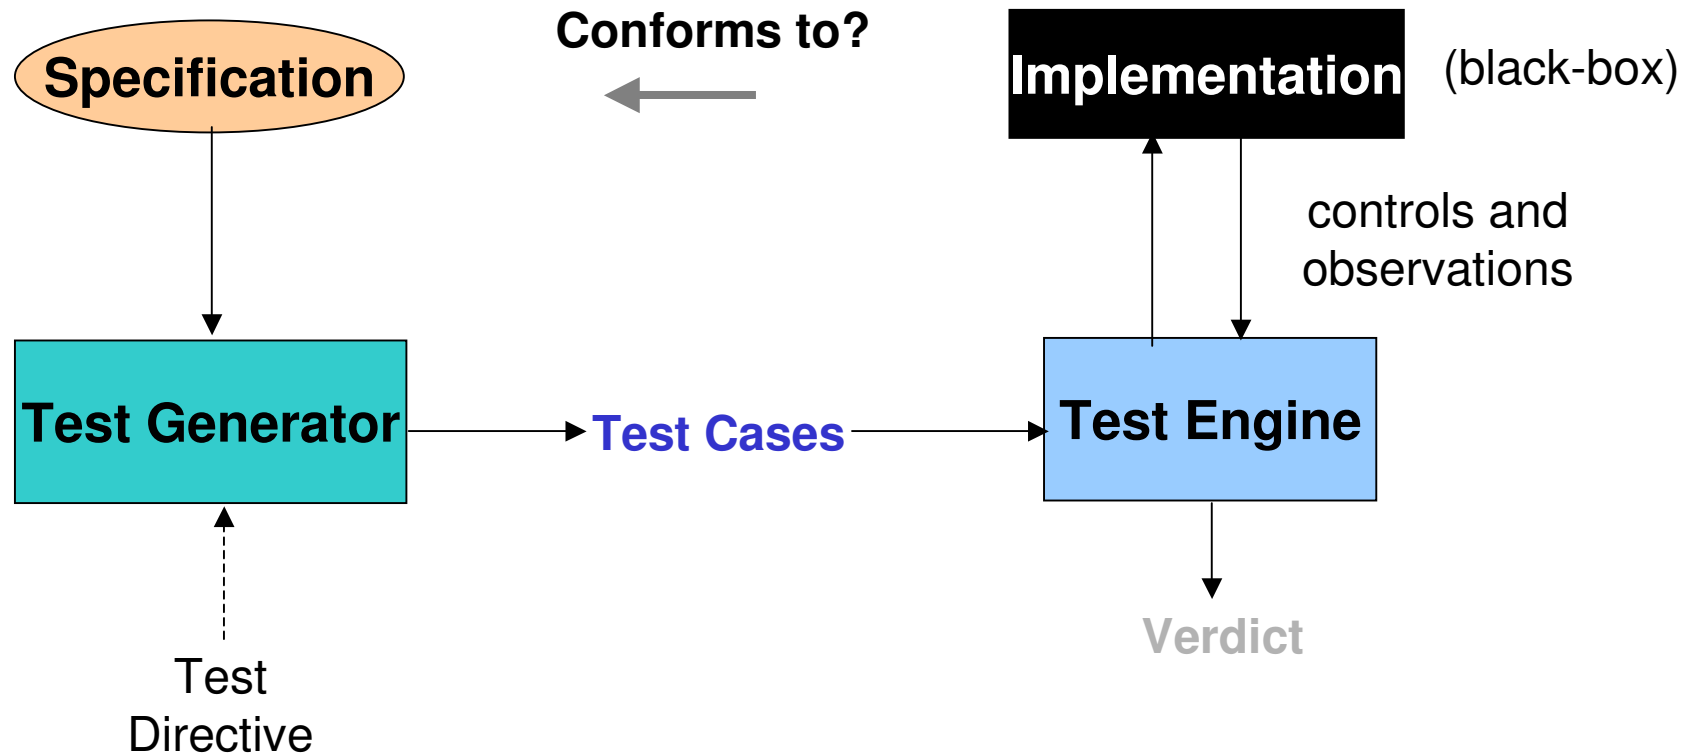 Conforms to?
Specification
Implementation
(black-box)
controls and
observations
Test Generator
Test Cases
Test Engine
Verdict
Test
Directive